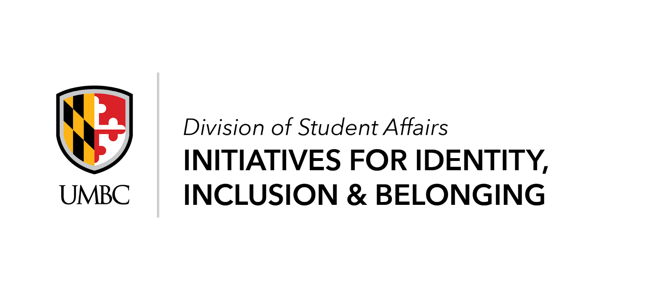 Division of Student Affairs
INITIATIVES FOR IDENTITY,
INCLUSION & BELONGING
UMBC